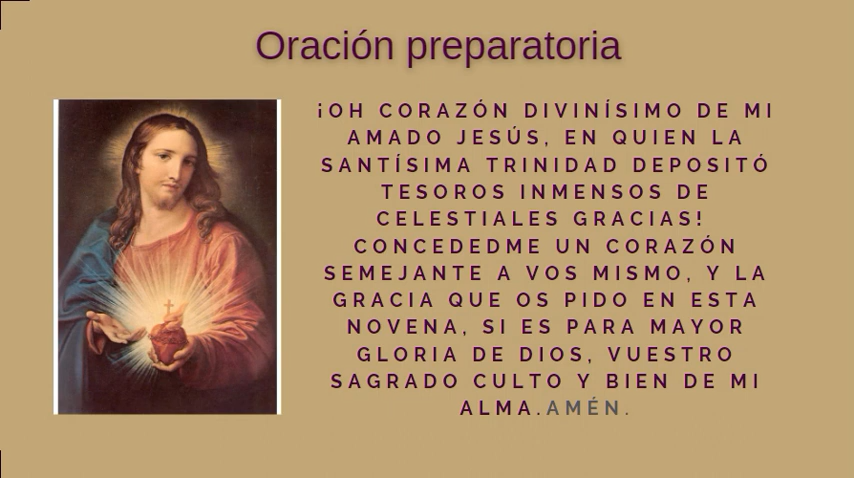 Oración preparatoria
¡OH CORAZÓN DIVINÍSIMO DE MI
AMADO JESÚS, EN QUIEN LA
SANTÍSIMA TRINIDAD DEPOSITÓ
TESOROS INMENSOS DE
CELESTIALES GRACIAS!
CONCEDEDME UN CORAZÓN
SEMEJANTE A VOS MISMO, Y LA
GRACIA QUE OS PIDO EN ESTA
NOVENA, SI ES PARA MAYOR
GLORIA DE DIOS, VUESTRO
SAGRADO CULTO Y BIEN DE MI
ALMA.AMÉN.